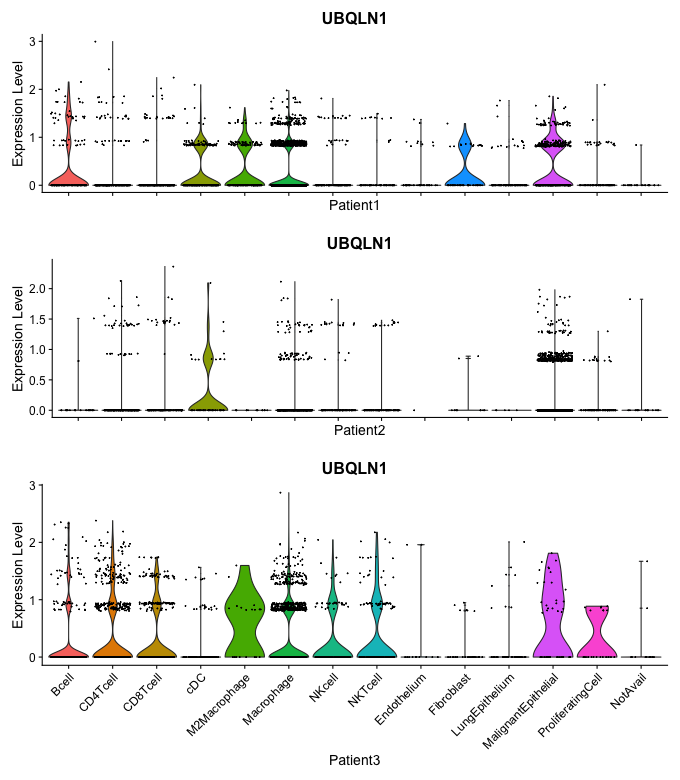 UBQLN1
Expression Level
3
2
1
0
Patient1
UBQLN1
Expression Level
2.0
1.5
1.0
0.5
0.0
Patient2
UBQLN1
Expression Level
3
2
1
0
Bcell
CD4Tcell
CD8Tcell
cDC
M2Macrophage
Macrophage
NKcell
NKTcell
Endothelium
Fibroblast
LungEpithelium
MalignantEpithelial
ProliferatingCell
NotAvail
Patient3